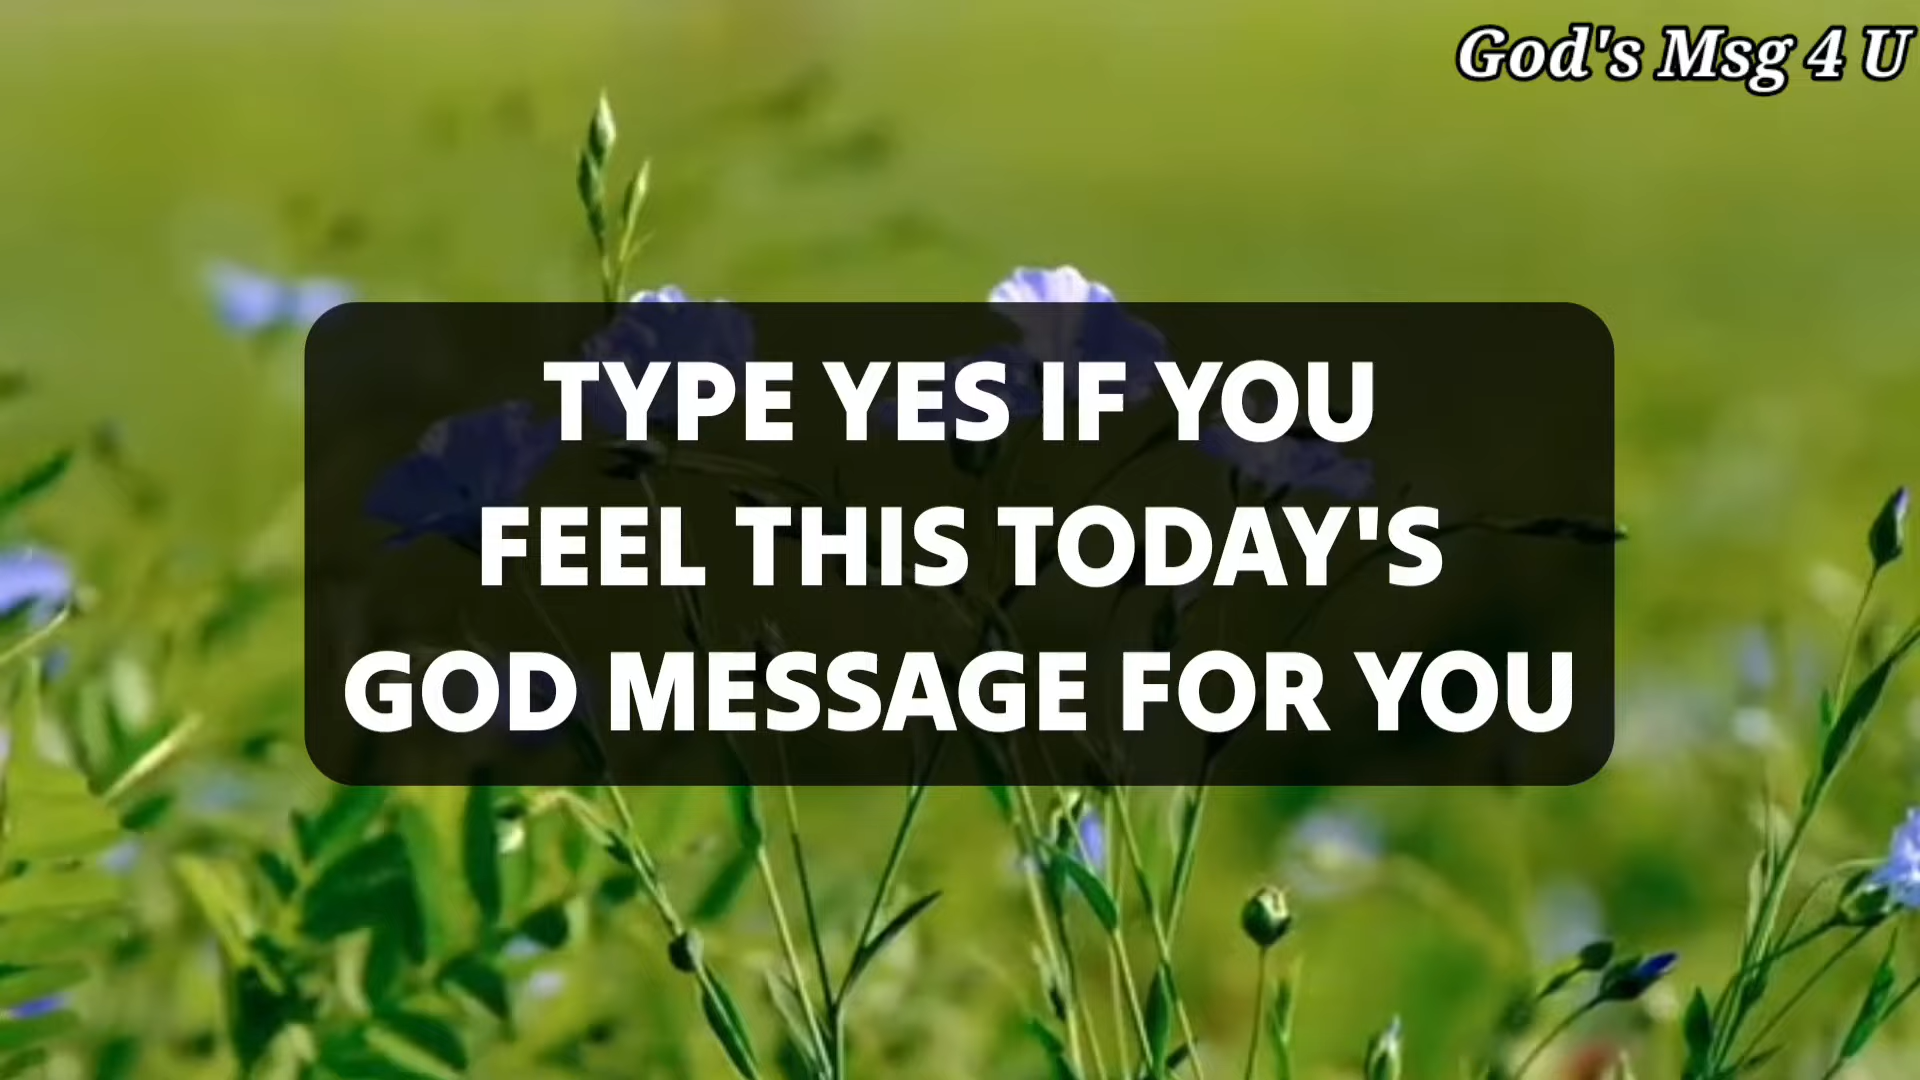 God's Msg 4 U
TYPE YES IF YOU
FEEL THIS TODAY'S
GOD MESSAGE FOR YOU